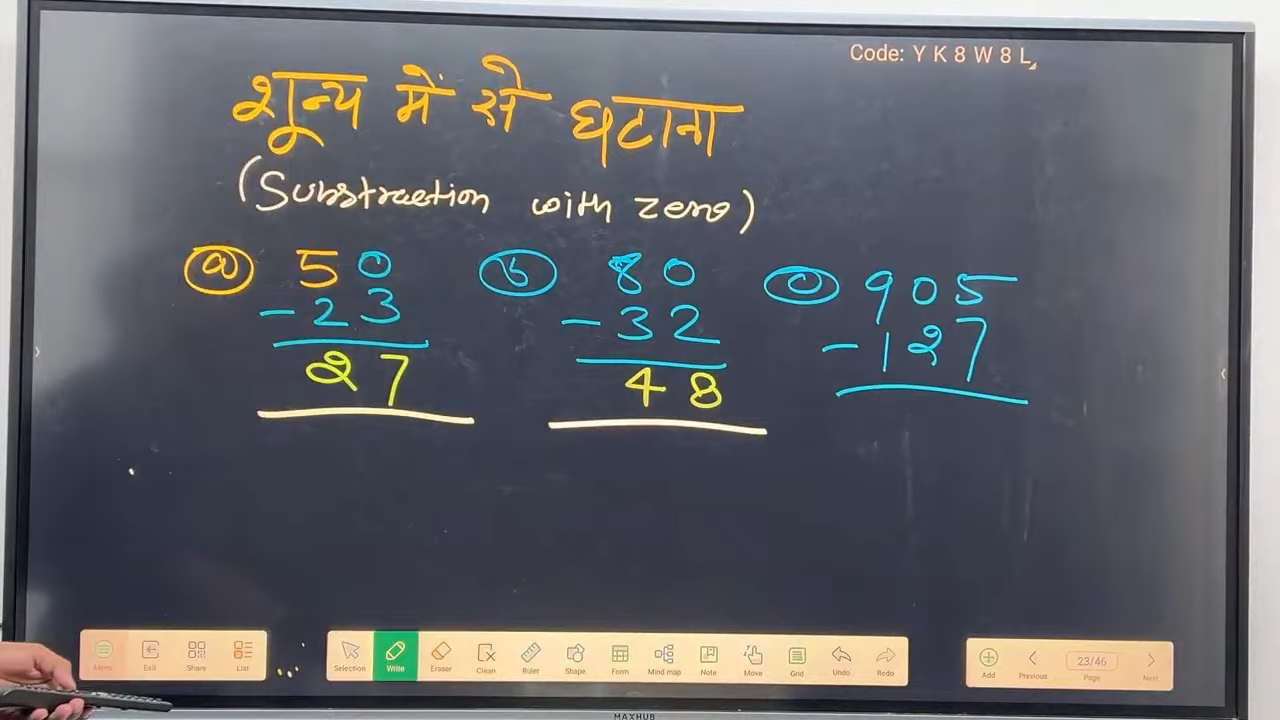 Code: Y K 8 W 8 L
शून्य में से घटाना
(Substraction with zero)
(a) 50 (b) 80 (c) 905
-23 -32 -127
27 48
Menu Exit Share List Selection Write Eraser Clean Ruler Shape Form Mind map Note Move Grid Undo Redo Add Previous 23/46 Page Next
MAXHUB